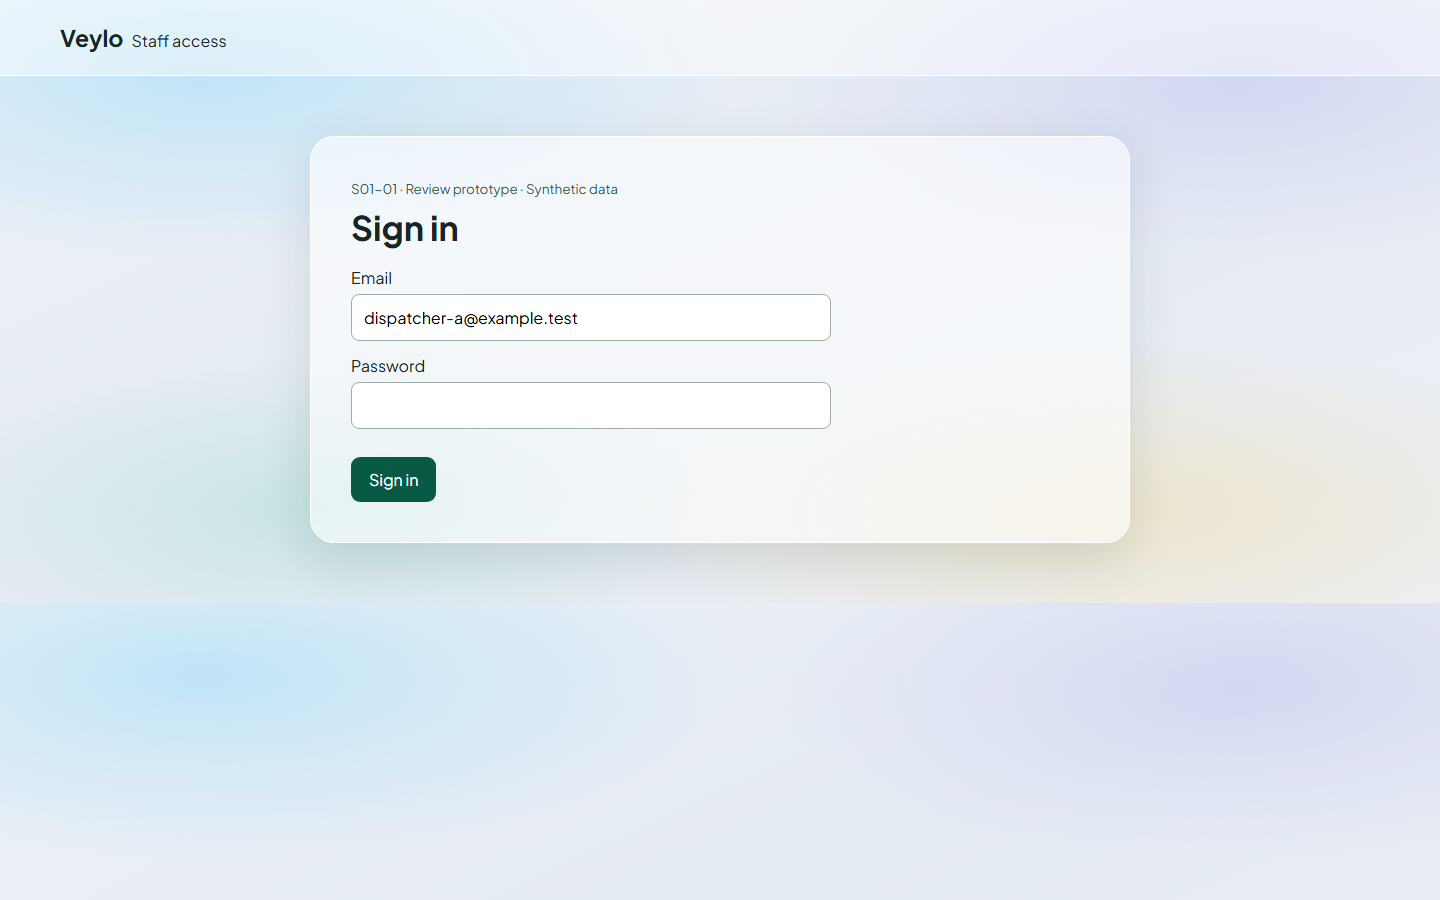 Veylo Staff access
S01–01 · Review prototype · Synthetic data
Sign in
Email
dispatcher-a@example.test
Password
Sign in